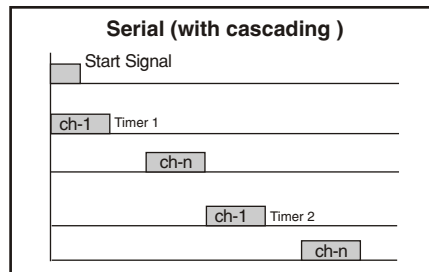 Serial (with cascading )
Start Signal
ch-1 Timer 1
ch-n
ch-1 Timer 2
ch-n